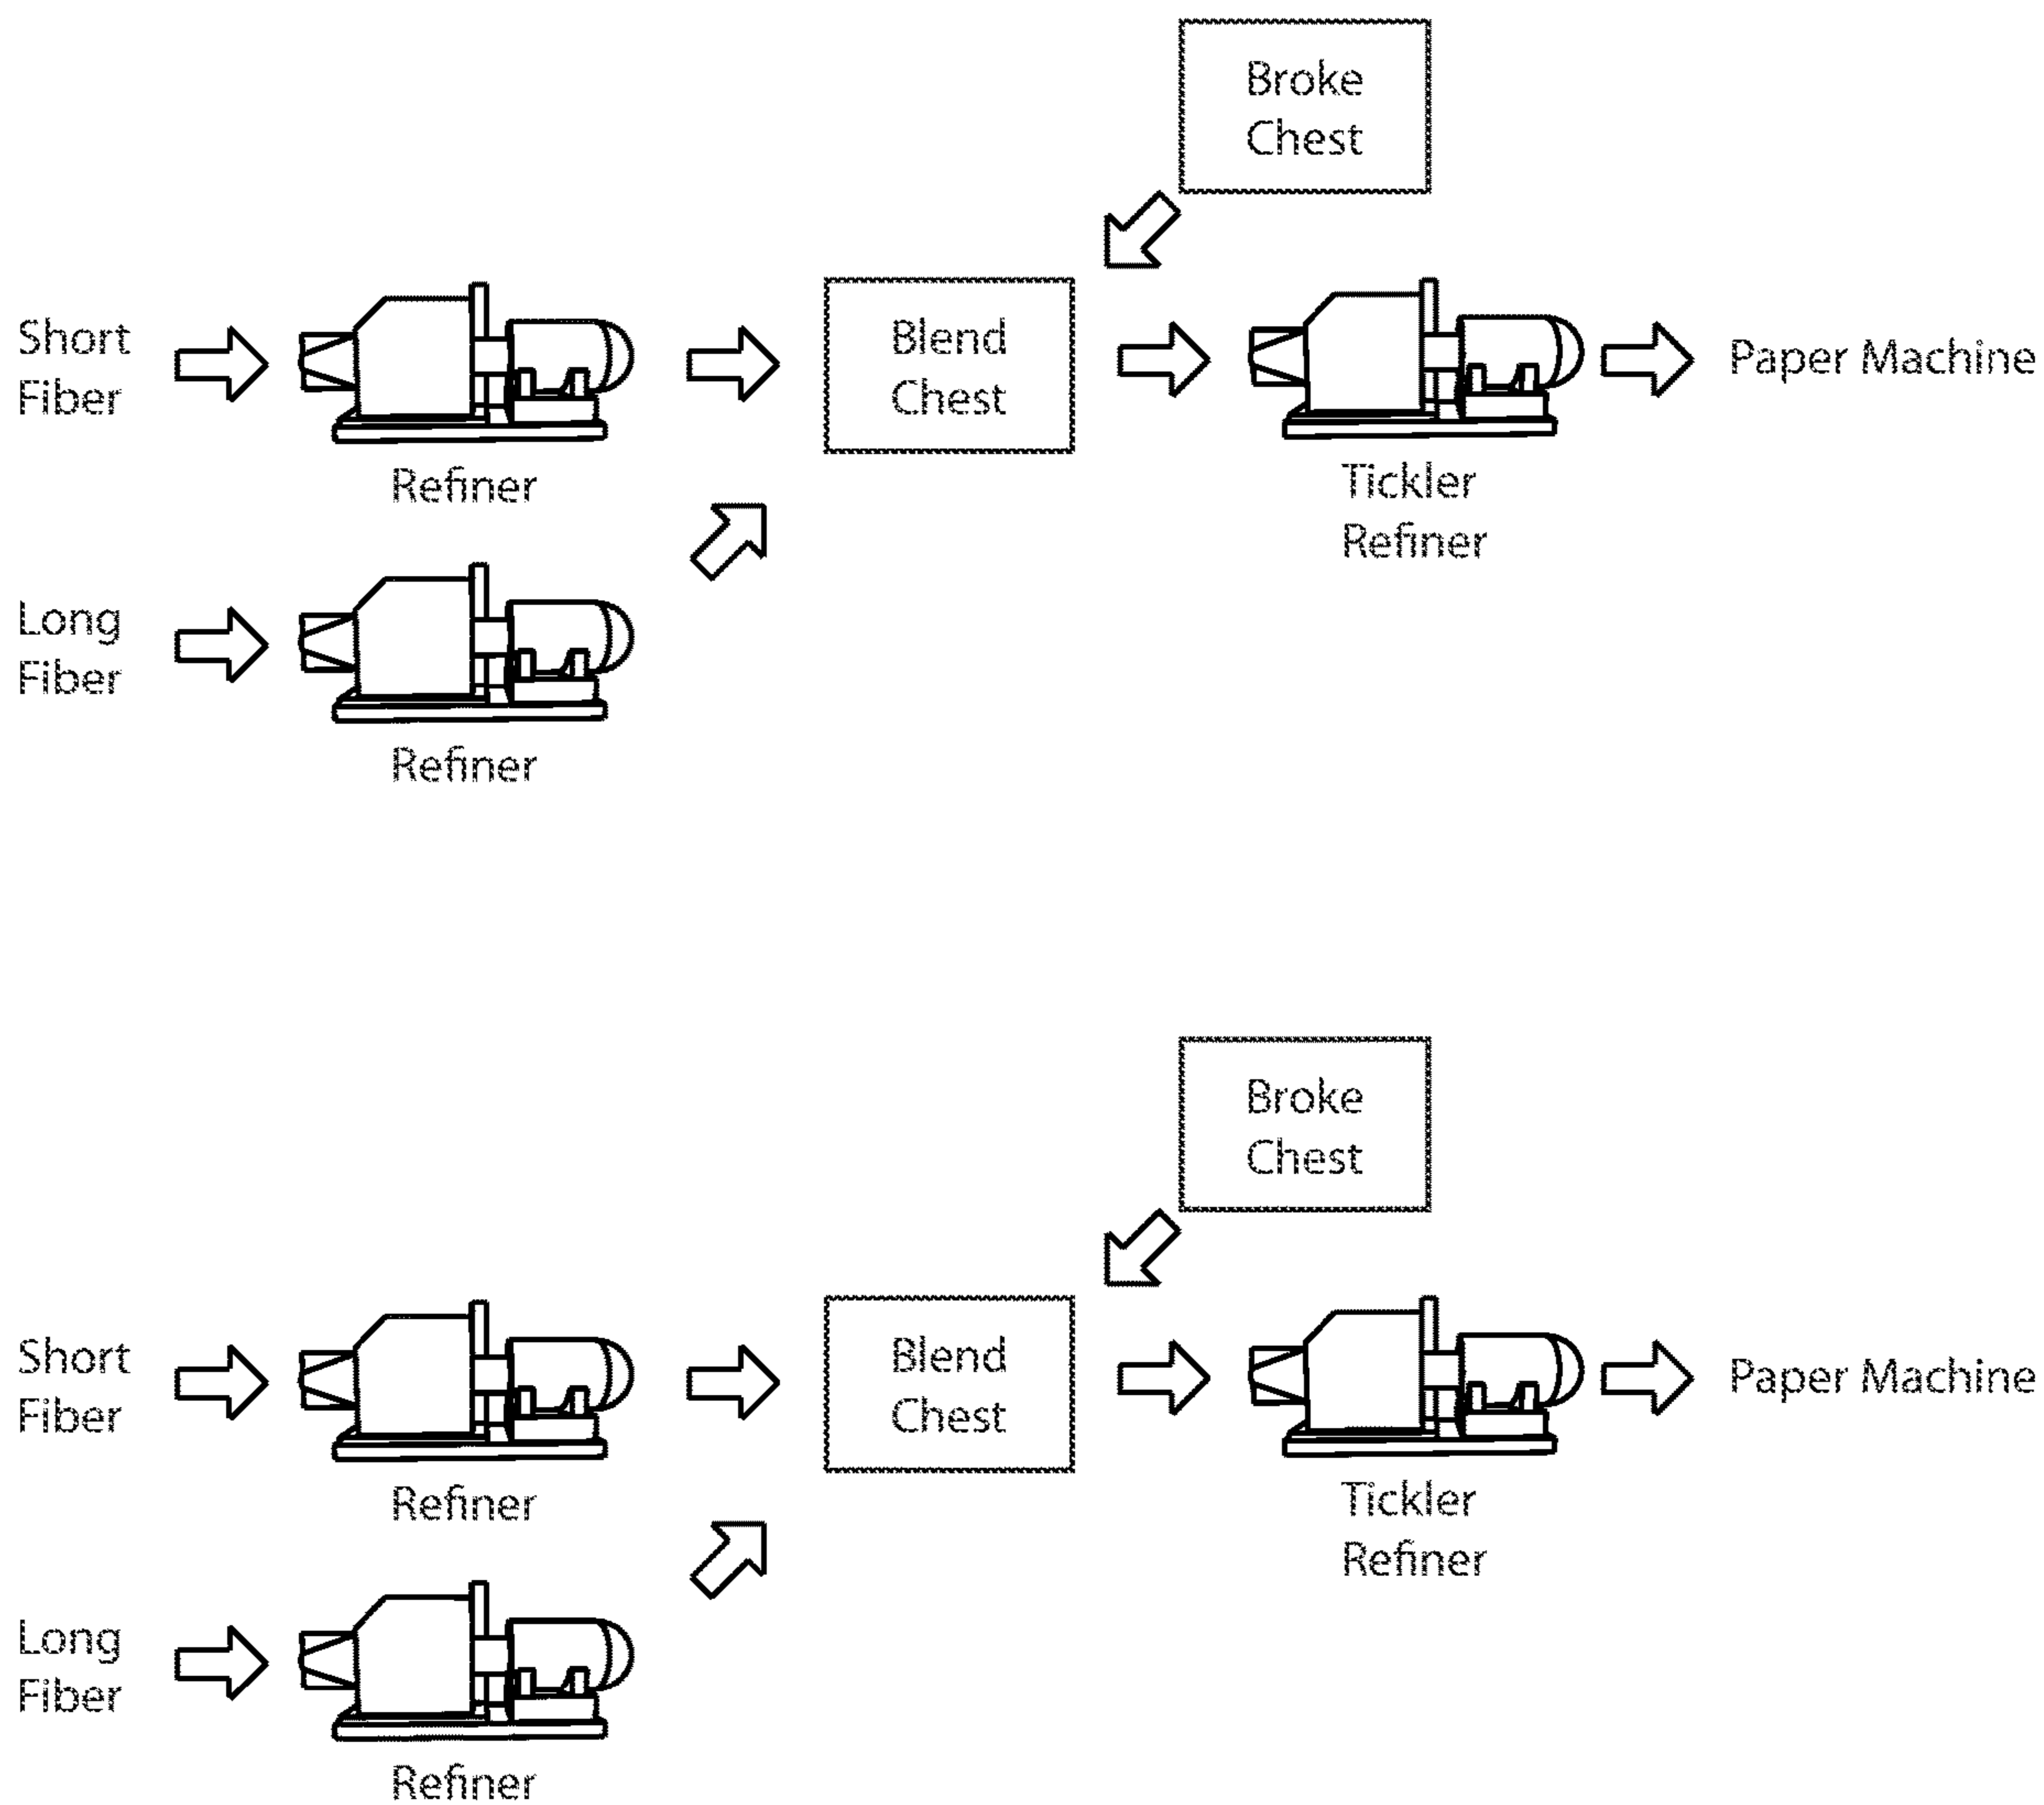 Broke
Chest
Short
Fiber
Blend
Chest
Paper Machine
Refiner
Tickler
Refiner
Long
Fiber
Refiner
Broke
Chest
Short
Fiber
Blend
Chest
Paper Machine
Refiner
Tickler
Refiner
Long
Fiber
Refiner